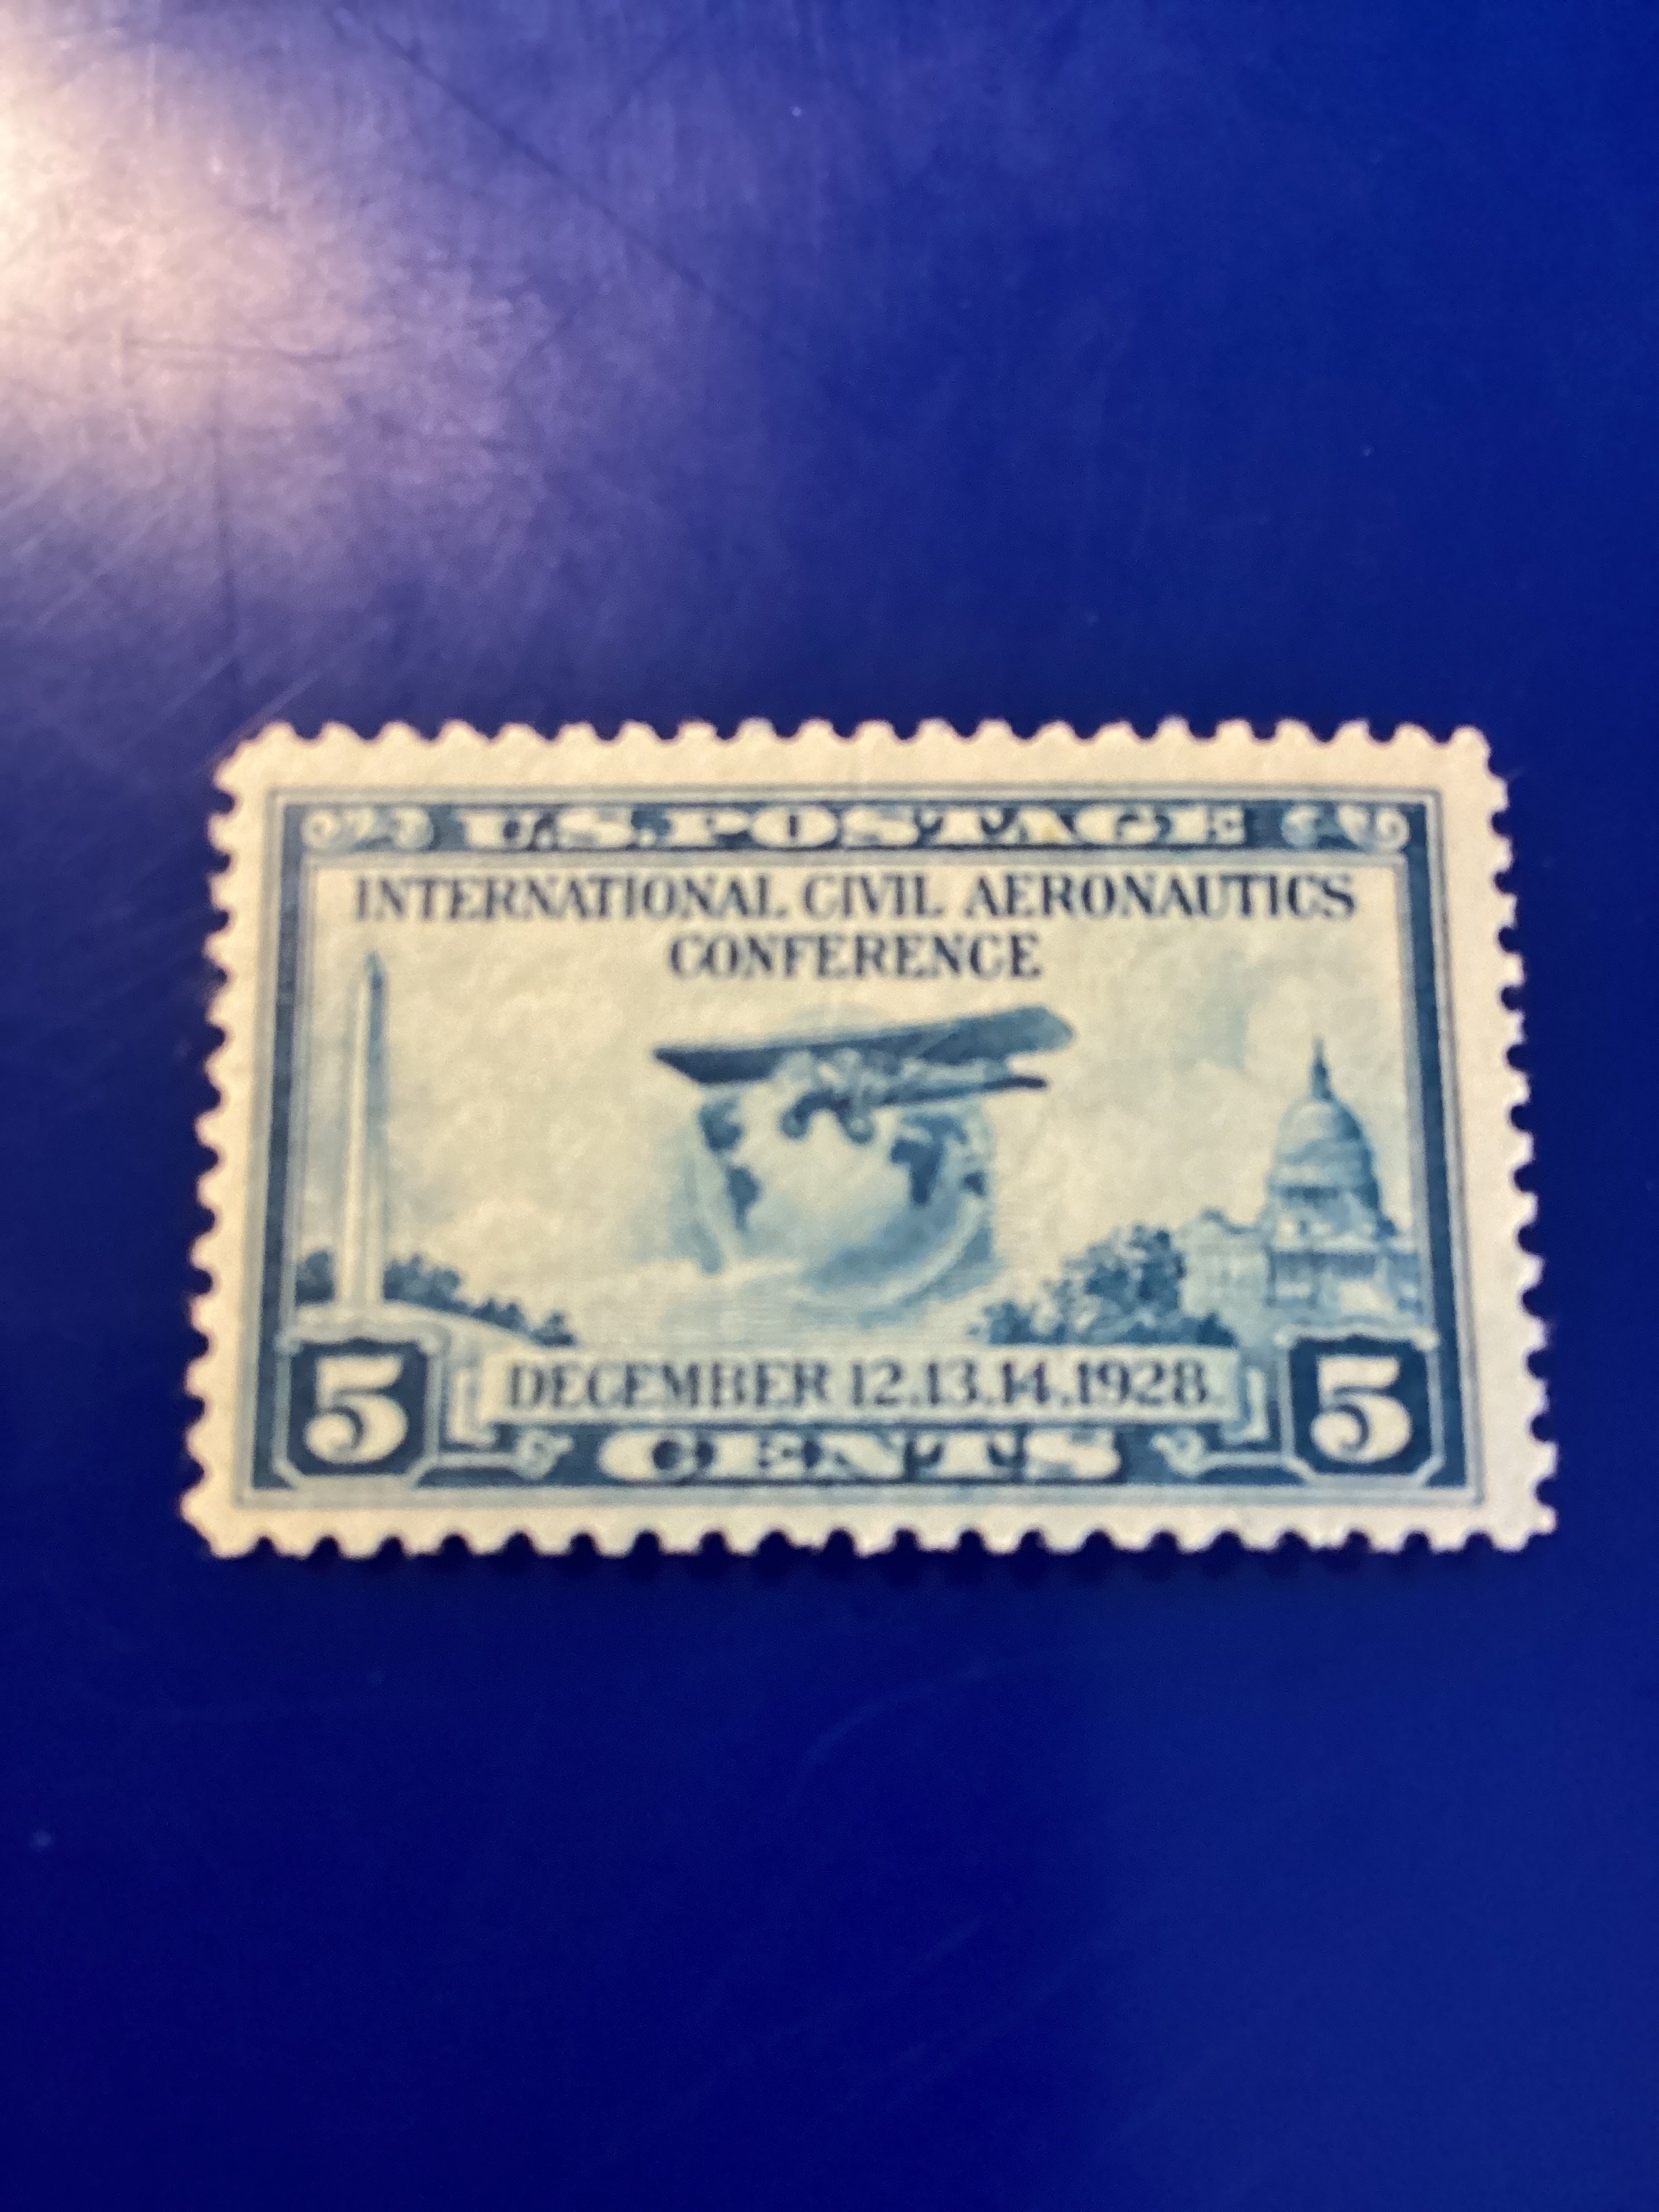 U.S. POSTAGE
INTERNATIONAL CIVIL AERONAUTICS
CONFERENCE
5 DECEMBER 12.13.14.1928. 5
CENTS